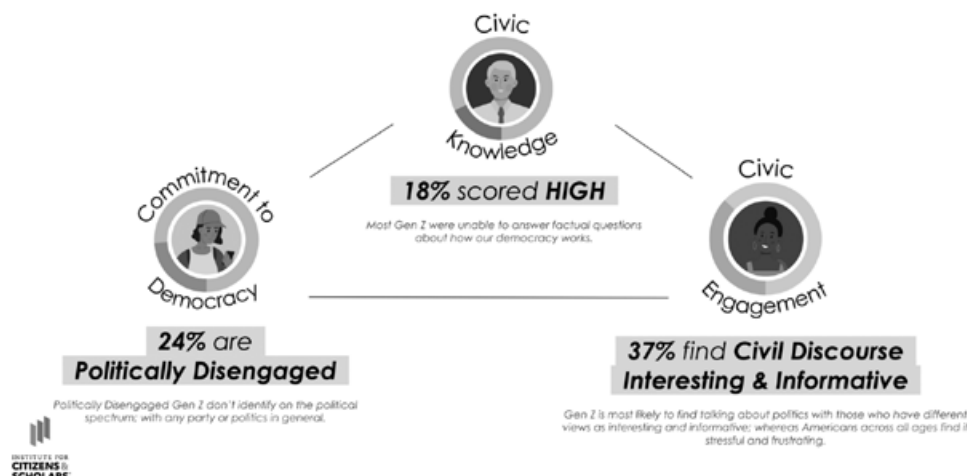 Civic
Knowledge
18% scored HIGH
Most Gen Z were unable to answer factual questions
about how our democracy works.
Commitment to
Democracy
24% are
Politically Disengaged
Politically Disengaged Gen Z don't identify on the political
spectrum; with any party or politics in general.
Civic
Engagement
37% find Civil Discourse
Interesting & Informative
Gen Z is most likely to find talking about politics with those who have different
views as interesting and informative; whereas Americans across all ages find it
stressful and frustrating.
INSTITUTE FOR
CITIZENS &
SCHOLARS